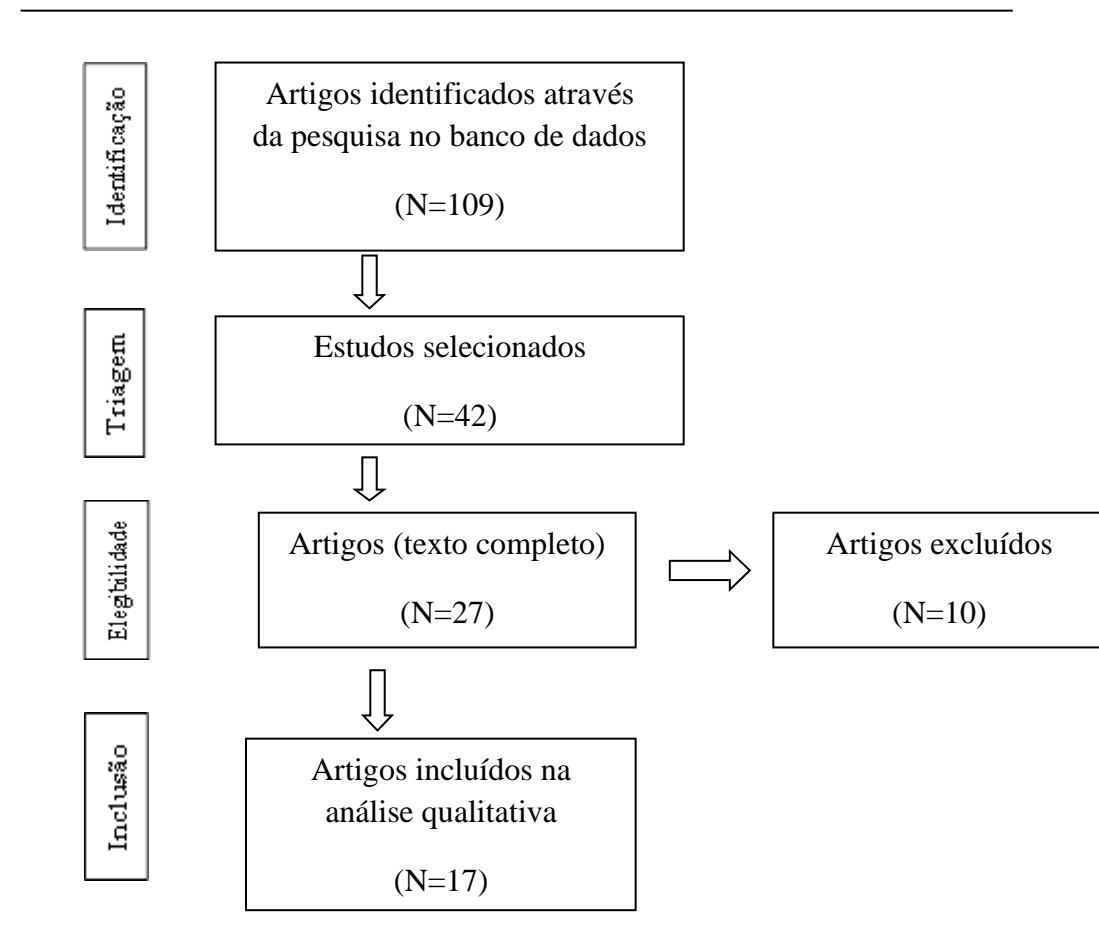 Identificação
Artigos identificados através
da pesquisa no banco de dados
(N=109)
Triagem
Estudos selecionados
(N=42)
Elegibilidade
Artigos (texto completo)
(N=27)
Artigos excluídos
(N=10)
Inclusão
Artigos incluídos na
análise qualitativa
(N=17)